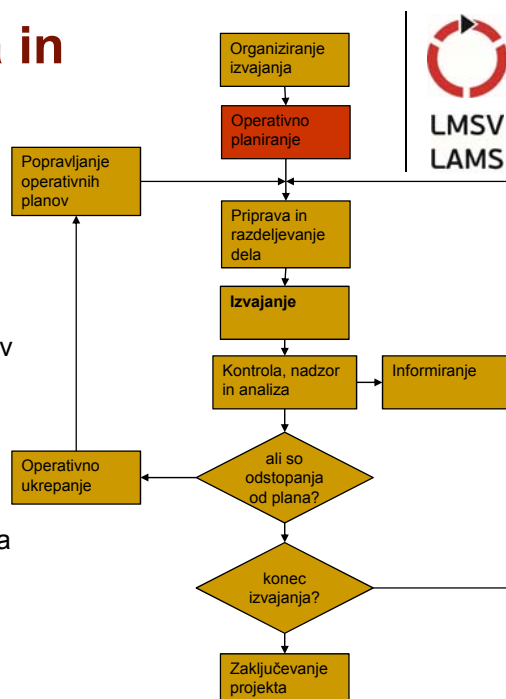 a in
Organiziranje
izvajanja
LMSV
LAMS
Operativno
planiranje
Popravljanje
operativnih
planov
Priprava in
razdeljevanje
dela
Izvajanje
v
Kontrola, nadzor
in analiza
Informiranje
ali so
odstopanja
od plana?
Operativno
ukrepanje
a
konec
izvajanja?
Zaključevanje
projekta